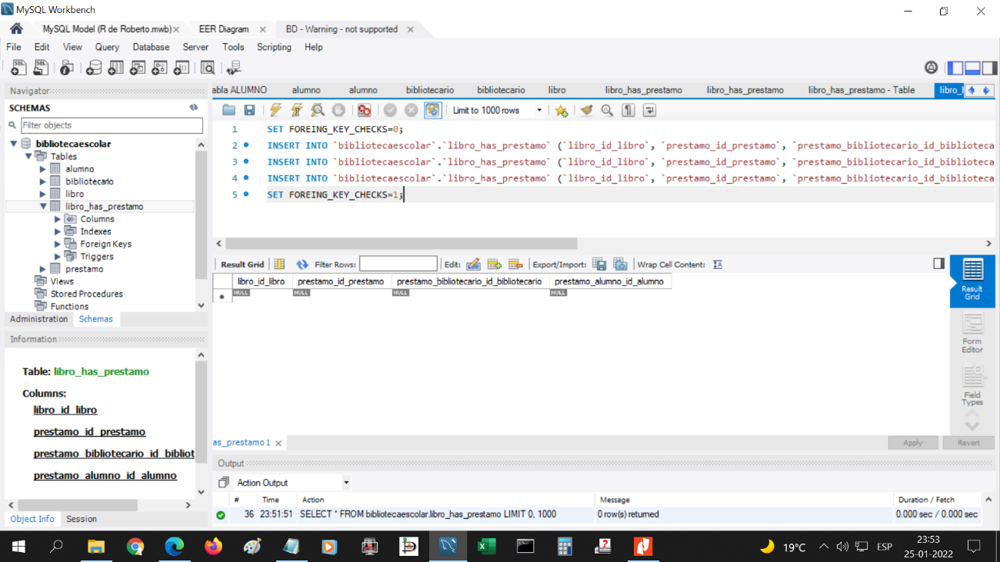 MySQL Workbench
MySQL Model (R de Roberto.mwb) EER Diagram BD - Warning - not supported
File Edit View Query Database Server Tools Scripting Help
Navigator
SCHEMAS
Filter objects
bibliotecaescolar
Tables
alumno
bibliotecario
libro
libro_has_prestamo
Columns
Indexes
Foreign Keys
Triggers
prestamo
Views
Stored Procedures
Functions
Administration Schemas
Information
Table: libro_has_prestamo
Columns:
libro_id_libro
prestamo_id_prestamo
prestamo_bibliotecario_id_bibliot
prestamo_alumno_id_alumno
Object Info Session
abla ALUMNO alumno alumno bibliotecario bibliotecario libro libro_has_prestamo libro_has_prestamo libro_has_prestamo - Table libro_h
Limit to 1000 rows
1 SET FOREING_KEY_CHECKS=0;
2 INSERT INTO `bibliotecaescolar`.`libro_has_prestamo` (`libro_id_libro`, `prestamo_id_prestamo`, `prestamo_bibliotecario_id_biblioteca
3 INSERT INTO `bibliotecaescolar`.`libro_has_prestamo` (`libro_id_libro`, `prestamo_id_prestamo`, `prestamo_bibliotecario_id_biblioteca
4 INSERT INTO `bibliotecaescolar`.`libro_has_prestamo` (`libro_id_libro`, `prestamo_id_prestamo`, `prestamo_bibliotecario_id_biblioteca
5 SET FOREING_KEY_CHECKS=1;
Result Grid Filter Rows: Edit: Export/Import: Wrap Cell Content:
libro_id_libro prestamo_id_prestamo prestamo_bibliotecario_id_bibliotecario prestamo_alumno_id_alumno
NULL NULL NULL NULL
Result
Grid
Form
Editor
Field
Types
as_prestamo 1
Apply Revert
Output
Action Output
# Time Action Message Duration / Fetch
36 23:51:51 SELECT * FROM bibliotecaescolar.libro_has_prestamo LIMIT 0, 1000 0 row(s) returned 0.000 sec / 0.000 sec
19°C ESP
23:53
25-01-2022